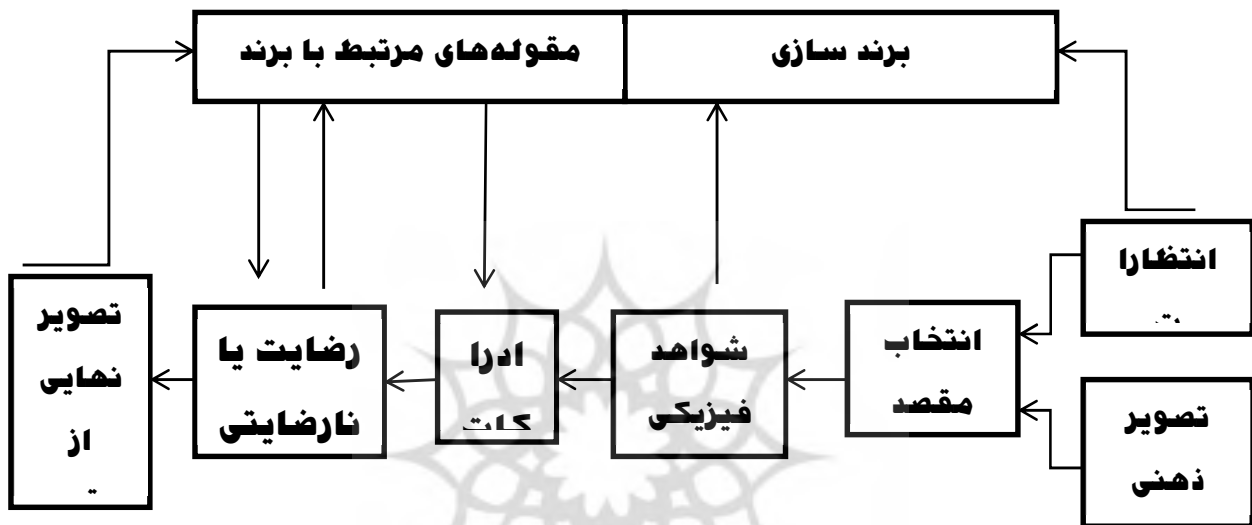 برند سازی
مقوله‌های مرتبط با برند
انتظارا
ت
تصویر
ذهنی
انتخاب
مقصد
شواهد
فیزیکی
ادرا
کات
رضایت یا
نارضایتی
تصویر
نهایی
از